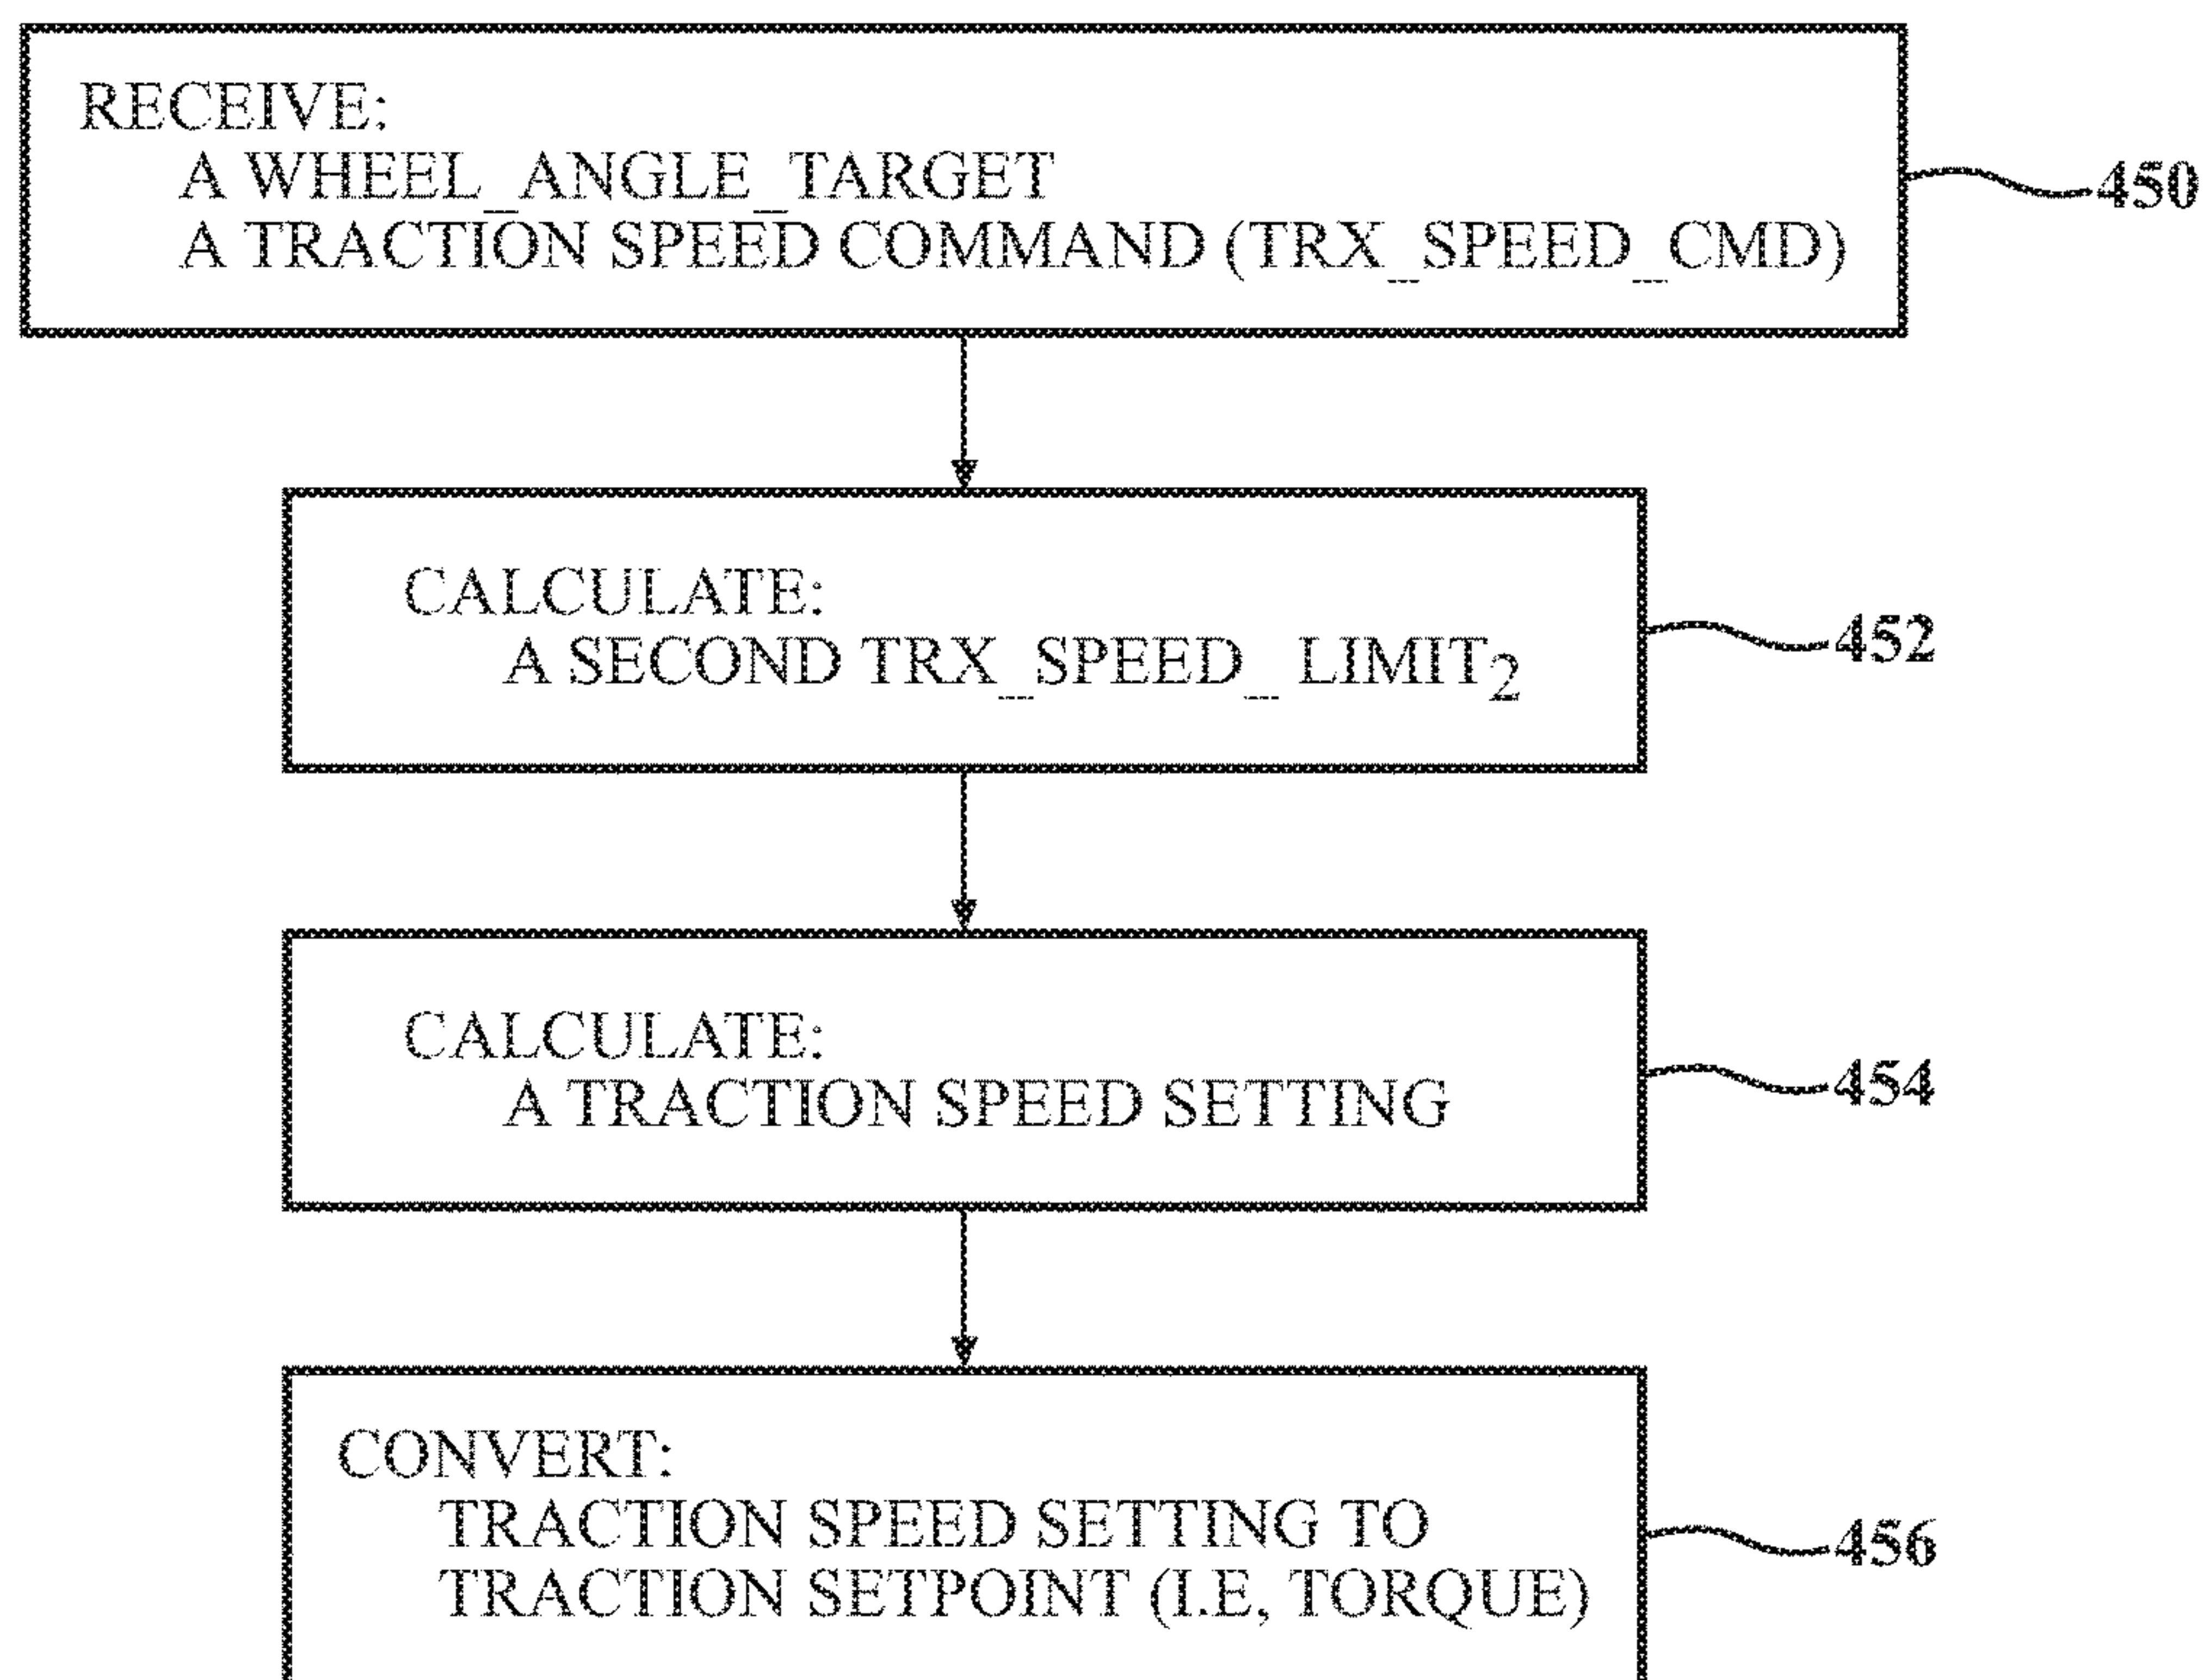 RECEIVE:
A WHEEL_ANGLE_TARGET
A TRACTION SPEED COMMAND (TRX_SPEED_CMD)
450
CALCULATE:
A SECOND TRX_SPEED_ LIMIT2
452
CALCULATE:
A TRACTION SPEED SETTING
454
CONVERT:
TRACTION SPEED SETTING TO
TRACTION SETPOINT (I.E, TORQUE)
456